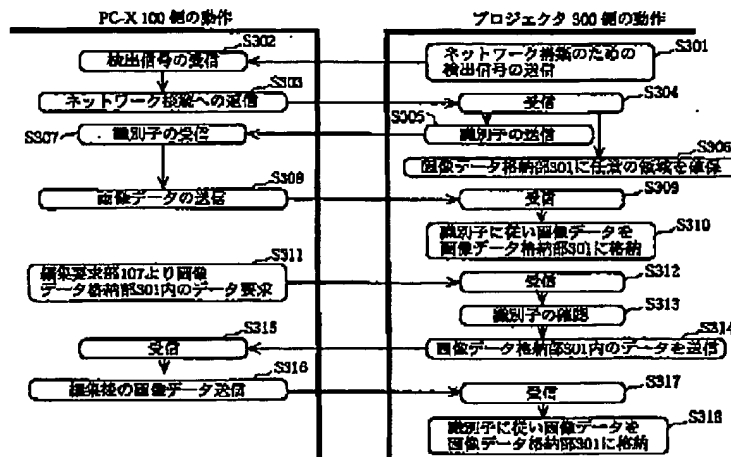 PC-X 100 側の動作
プロジェクタ 300 側の動作
S302
検出信号の受信
ネットワーク構築のための
検出信号の送信
S301
S303
ネットワーク接続への返信
受信
S304
S307
識別子の受信
S305
識別子の送信
S306
画像データ格納部301に任意の領域を確保
S308
画像データの送信
受信
S309
識別子に従い画像データを
画像データ格納部301に格納
S310
S311
編集要求部107より画像
データ格納部301内のデータ要求
受信
S312
識別子の確認
S313
S315
受信
画像データ格納部301内のデータを送信
S314
S316
編集後の画像データ送信
受信
S317
識別子に従い画像データを
画像データ格納部301に格納
S318